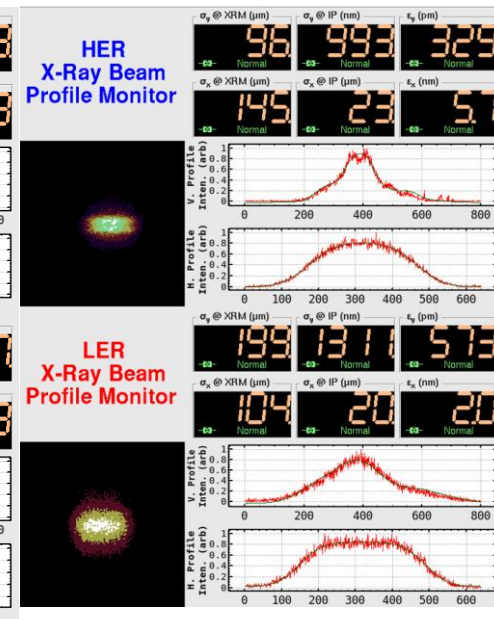 HER
X-Ray Beam
Profile Monitor
σy @ XRM (µm) σy @ IP (nm) εy (pm)
96. 993 325
Normal Normal Normal
σx @ XRM (µm) σx @ IP (µm) εx (nm)
145 23. 5.
Normal Normal Normal
V. Profile
Inten. (arb)
1
0.8
0.6
0.4
0.2
0
0 200 400 600 800
H. Profile
Inten. (arb)
1
0.8
0.6
0.4
0.2
0
0 100 200 300 400 500 600
LER
X-Ray Beam
Profile Monitor
σy @ XRM (µm) σy @ IP (nm) εy (pm)
199. 1311 573
Normal Normal Normal
σx @ XRM (µm) σx @ IP (µm) εx (nm)
104 20. 2.0
Normal Normal Normal
V. Profile
Inten. (arb)
1
0.8
0.6
0.4
0.2
0
0 200 400 600 800
H. Profile
Inten. (arb)
1
0.8
0.6
0.4
0.2
0
0 100 200 300 400 500 600